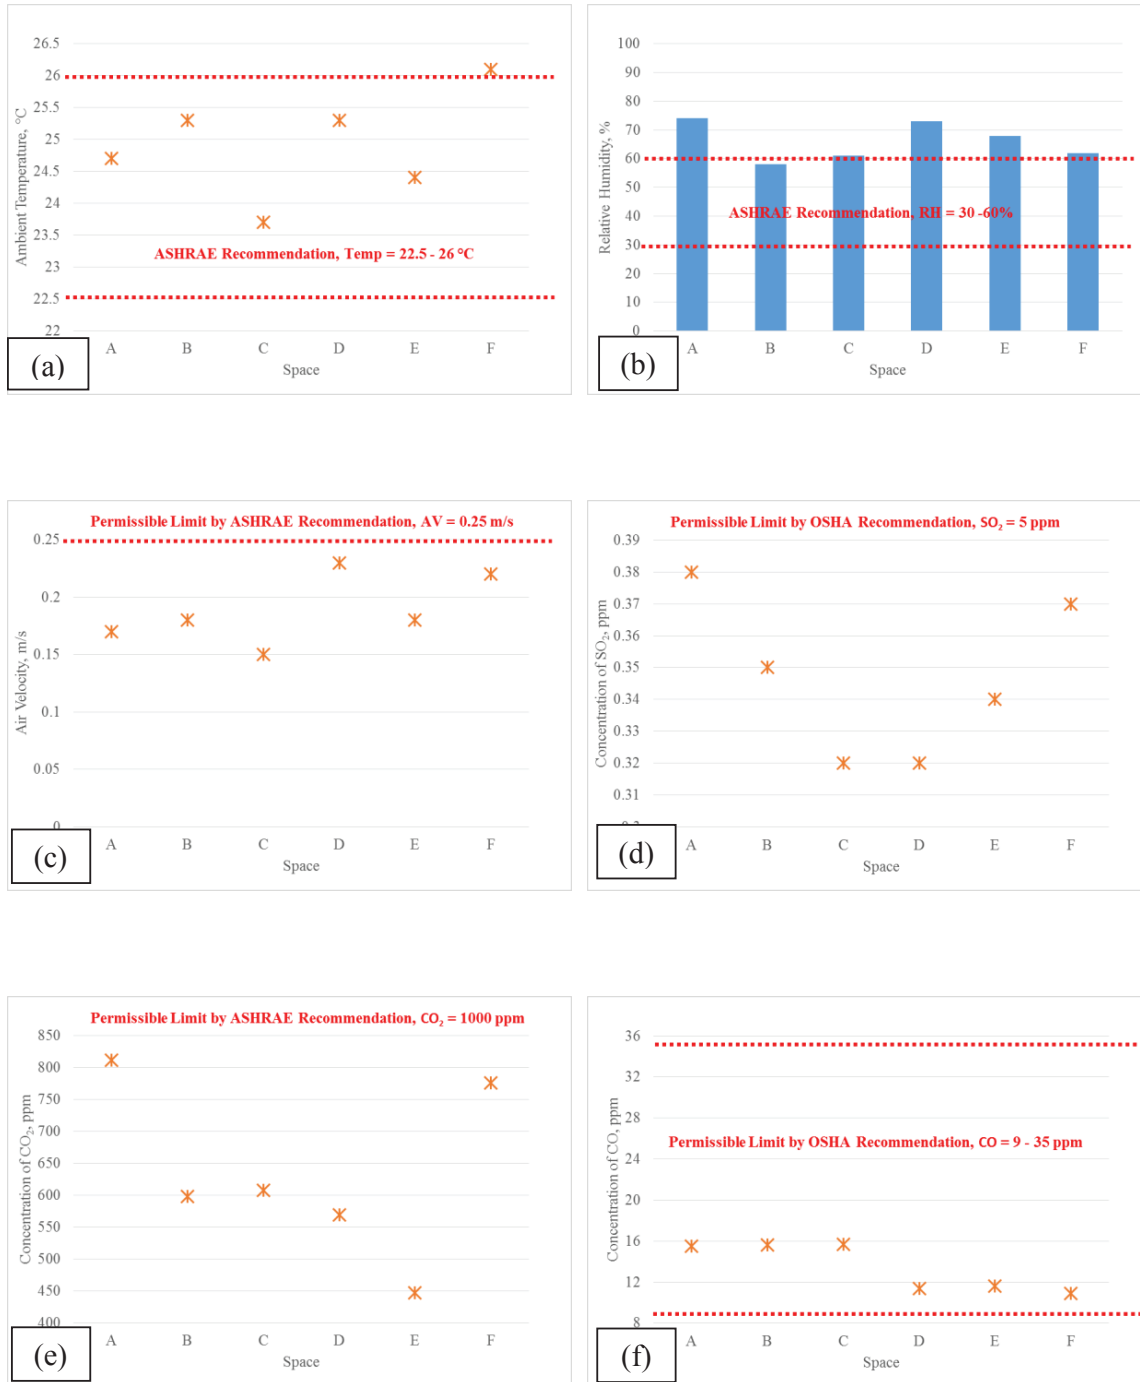 26.5
26
25.5
25
24.5
24
23.5
23
22.5
22
Ambient Temperature, °C
ASHRAE Recommendation, Temp = 22.5 - 26 °C
A B C D E F
Space
(a)
100
90
80
70
60
50
40
30
20
10
0
Relative Humidity, %
ASHRAE Recommendation, RH = 30 -60%
A B C D E F
Space
(b)
Permissible Limit by ASHRAE Recommendation, AV = 0.25 m/s
0.25
0.2
0.15
0.1
0.05
0
Air Velocity, m/s
A B C D E F
Space
(c)
Permissible Limit by OSHA Recommendation, SO₂ = 5 ppm
0.39
0.38
0.37
0.36
0.35
0.34
0.33
0.32
0.31
0.3
Concentration of SO₂, ppm
A B C D E F
Space
(d)
Permissible Limit by ASHRAE Recommendation, CO₂ = 1000 ppm
850
800
750
700
650
600
550
500
450
400
Concentration of CO₂, ppm
A B C D E F
Space
(e)
36
32
28
24
20
16
12
8
Concentration of CO, ppm
Permissible Limit by OSHA Recommendation, CO = 9 - 35 ppm
A B C D E F
Space
(f)